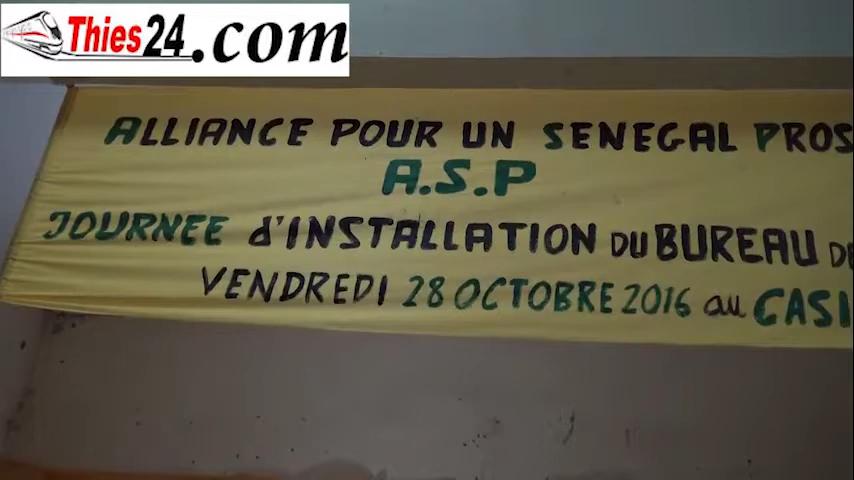 Thies24.com
ALLIANCE POUR UN SENEGAL PROS
A.S.P
JOURNEE d'INSTALLATION DU BUREAU DE
VENDREDI 28 OCTOBRE 2016 au CASI